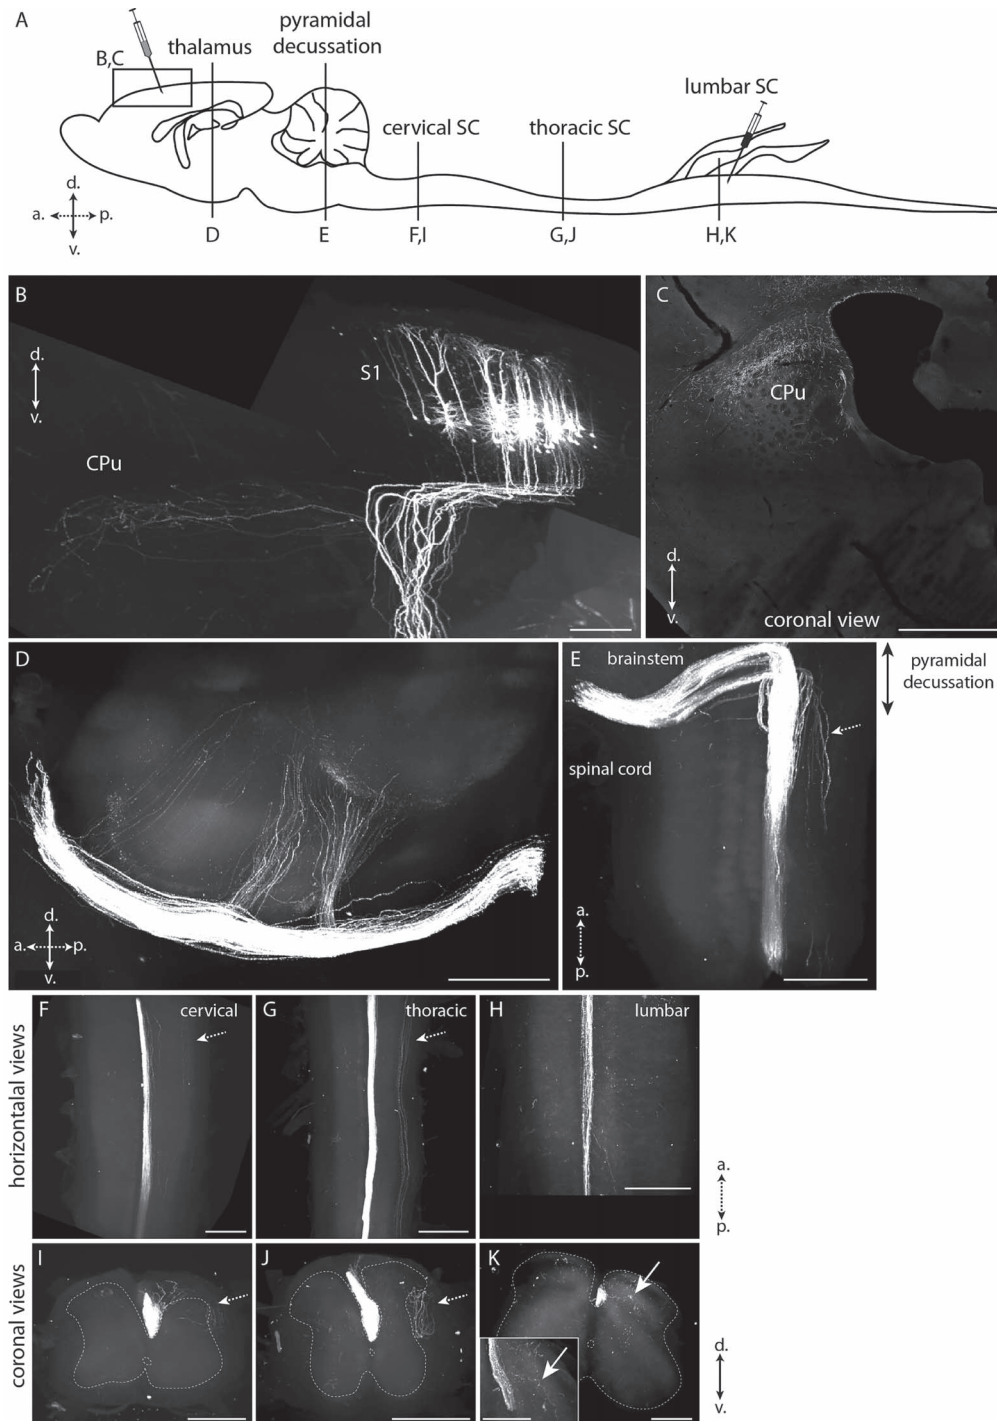 A
pyramidal
decussation
thalamus
B,C
lumbar SC
cervical SC
thoracic SC
d.
a. p.
v.
D
E
F,I
G,J
H,K
B
d.
v.
S1
CPu
C
CPu
d.
v.
coronal view
D
d.
a. p.
v.
E
brainstem
pyramidal
decussation
spinal cord
a.
p.
horizontalal views
F
cervical
G
thoracic
H
lumbar
a.
p.
coronal views
I
J
K
d.
v.